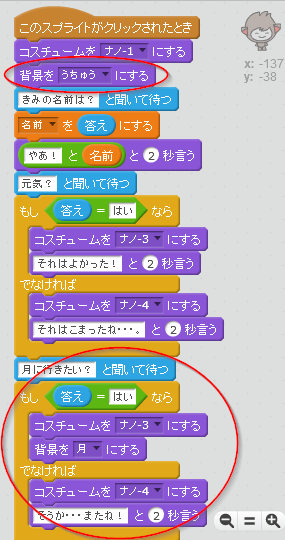 このスプライトがクリックされたとき
x: -137
y: -38
コスチュームを ナノ-1 にする
背景を うちゅう にする
きみの名前は? と聞いて待つ
名前 を 答え にする
やあ! と 名前 と 2 秒言う
元気? と聞いて待つ
もし 答え = はい なら
コスチュームを ナノ-3 にする
それはよかった! と 2 秒言う
でなければ
コスチュームを ナノ-4 にする
それはこまったね・・・。 と 2 秒言う
月に行きたい? と聞いて待つ
もし 答え = はい なら
コスチュームを ナノ-3 にする
背景を 月 にする
でなければ
コスチュームを ナノ-4 にする
そうか・・・またね! と 2 秒言う